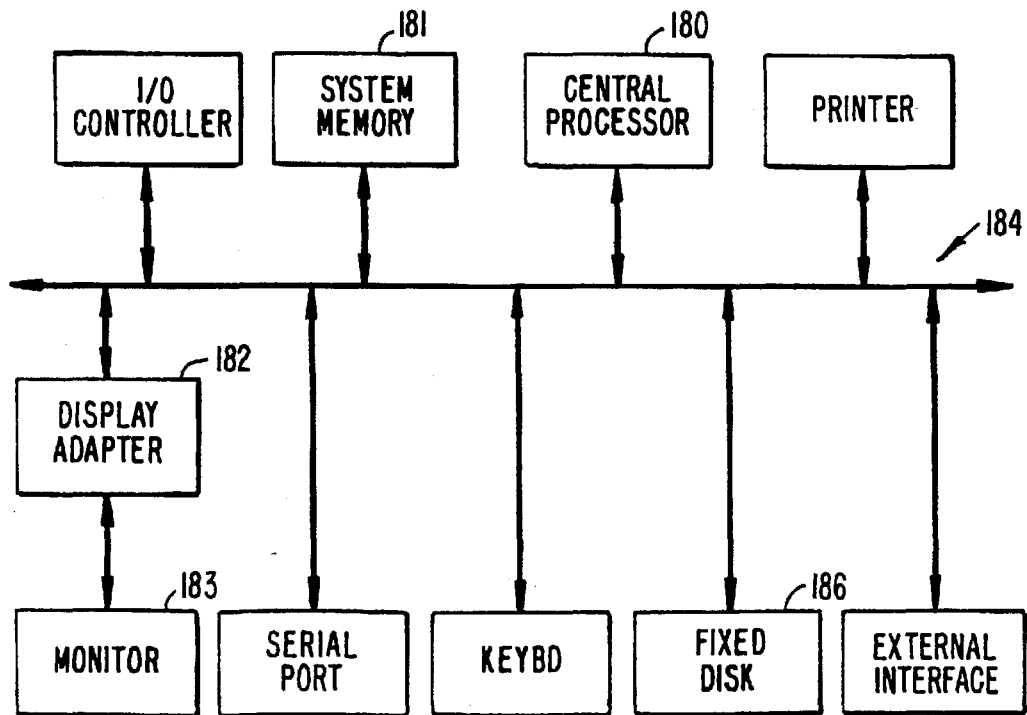 181
180
I/O
CONTROLLER
SYSTEM
MEMORY
CENTRAL
PROCESSOR
PRINTER
184
182
DISPLAY
ADAPTER
183
186
MONITOR
SERIAL
PORT
KEYBD
FIXED
DISK
EXTERNAL
INTERFACE